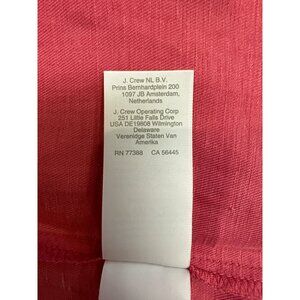 J. Crew NL B.V.
Prins Bernhardplein 200
1097 JB Amsterdam,
Netherlands
J. Crew Operating Corp
251 Little Falls Drive
USA DE19808 Wilmington
Delaware
Verenidge Staten Van
Amerika
RN 77388 CA 56445